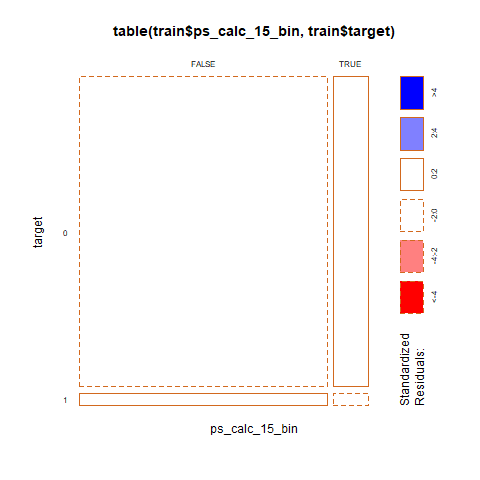 table(train$ps_calc_15_bin, train$target)
FALSE
TRUE
target
0
1
ps_calc_15_bin
>4
2:4
0:2
-2:0
-4:-2
<-4
Standardized
Residuals: